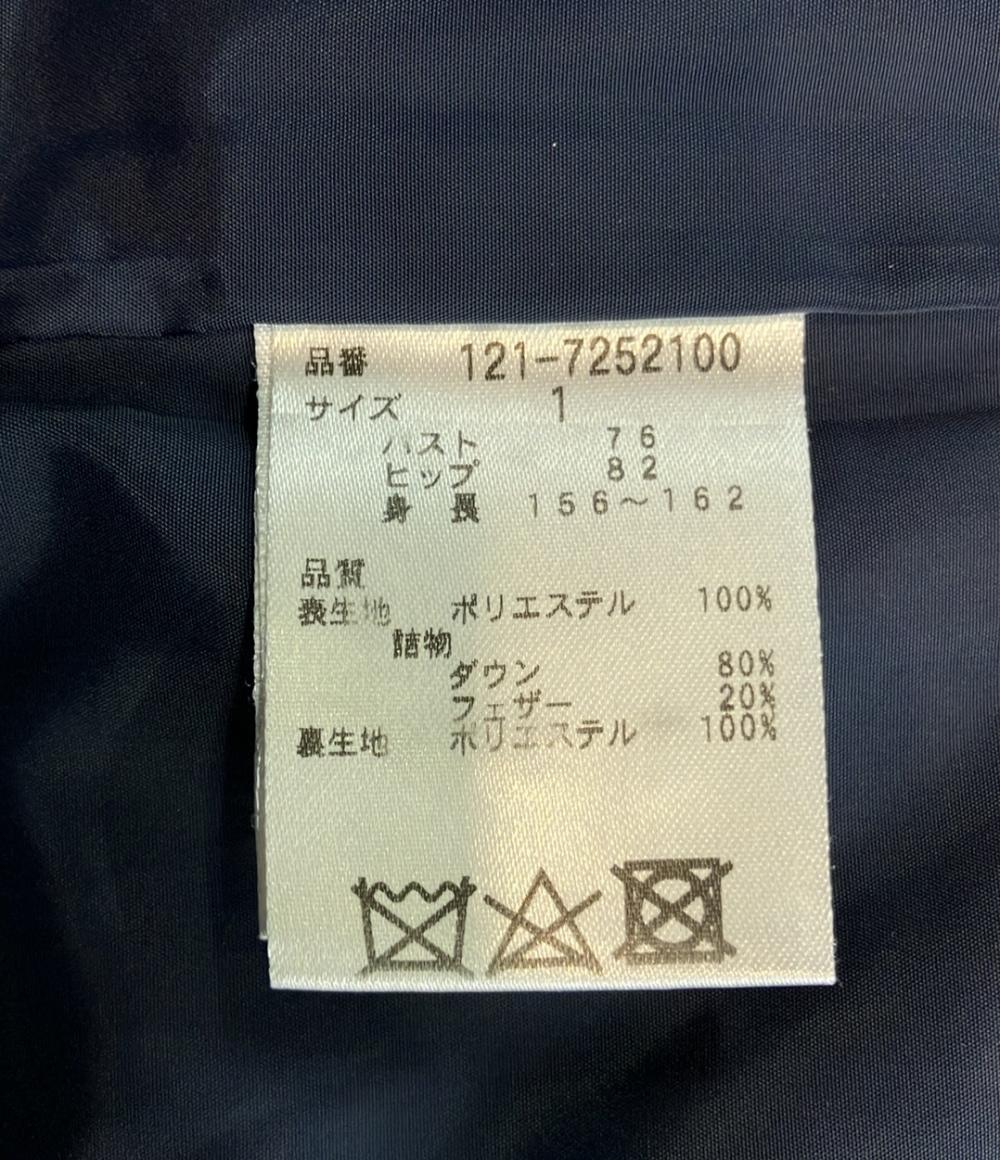 品番 121-7252100
サイズ 1
バスト 76
ヒップ 82
身長 156〜162
品質
表生地 ポリエステル 100%
詰物
ダウン 80%
フェザー 20%
裏生地 ポリエステル 100%